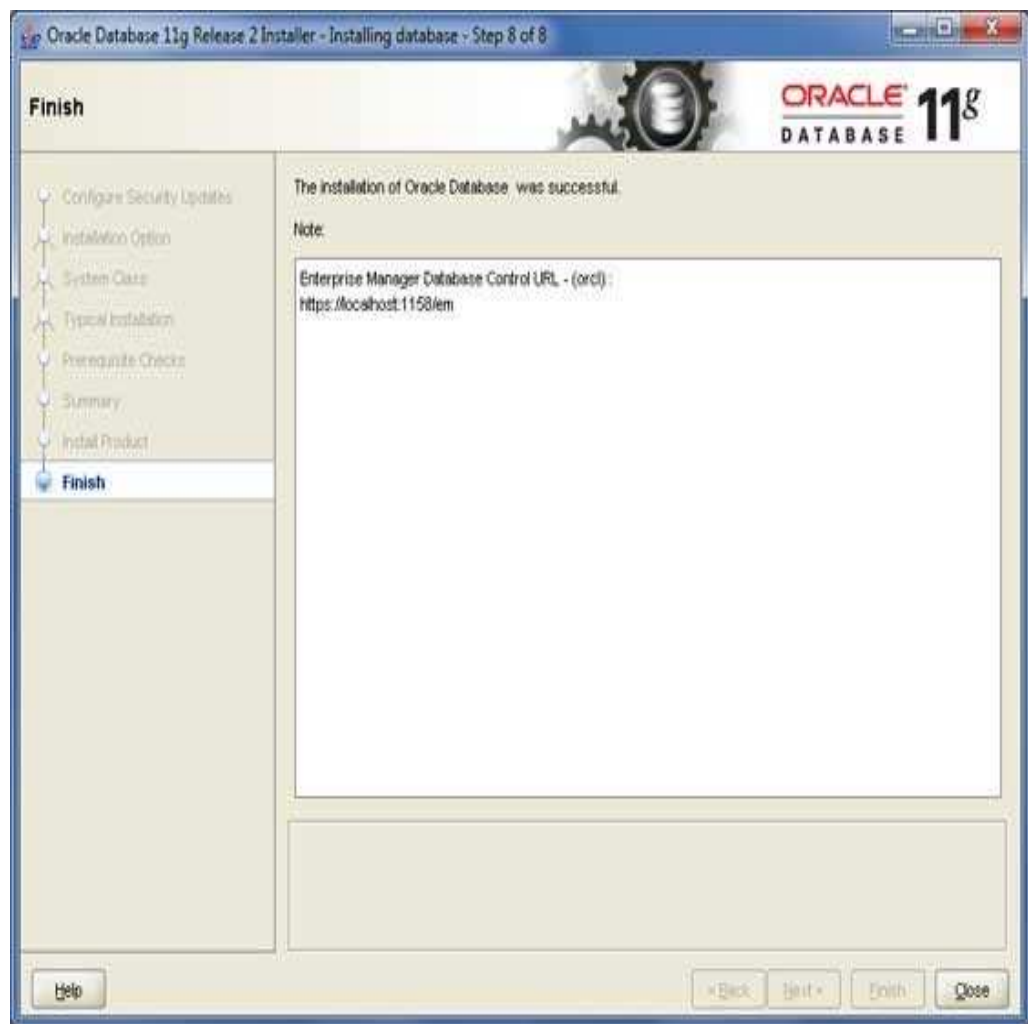 Oracle Database 11g Release 2 Installer - Installing database - Step 8 of 8
Finish
ORACLE 11g
DATABASE
Configure Security Updates
Installation Option
System Class
Typical Installation
Prerequisite Checks
Summary
Install Product
Finish
The installation of Oracle Database was successful.
Note:
Enterprise Manager Database Control URL - (orcl) :
https://localhost:1158/em
Help
< Back
Next >
Finish
Close